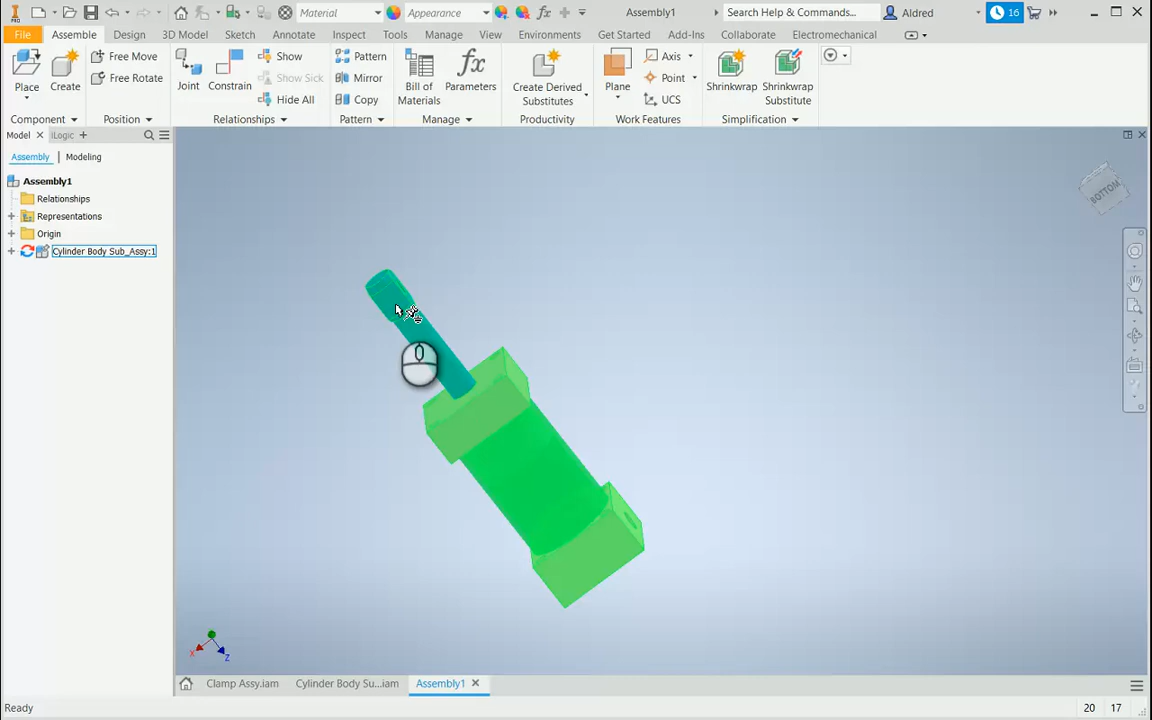 PRO
Material
Appearance
fx
Assembly1
Search Help & Commands...
Aldred
16
File
Assemble
Design
3D Model
Sketch
Annotate
Inspect
Tools
Manage
View
Environments
Get Started
Add-Ins
Collaborate
Electromechanical
Place
Create
Free Move
Free Rotate
Joint
Constrain
Show
Show Sick
Hide All
Pattern
Mirror
Copy
Bill of
Materials
fx
Parameters
Create Derived
Substitutes
Plane
Axis
Point
UCS
Shrinkwrap
Shrinkwrap
Substitute
Component
Position
Relationships
Pattern
Manage
Productivity
Work Features
Simplification
Model
iLogic
Assembly
Modeling
Assembly1
Relationships
Representations
Origin
Cylinder Body Sub_Assy:1
BOTTOM
X
Z
Clamp Assy.iam
Cylinder Body Su...iam
Assembly1
Ready
20
17